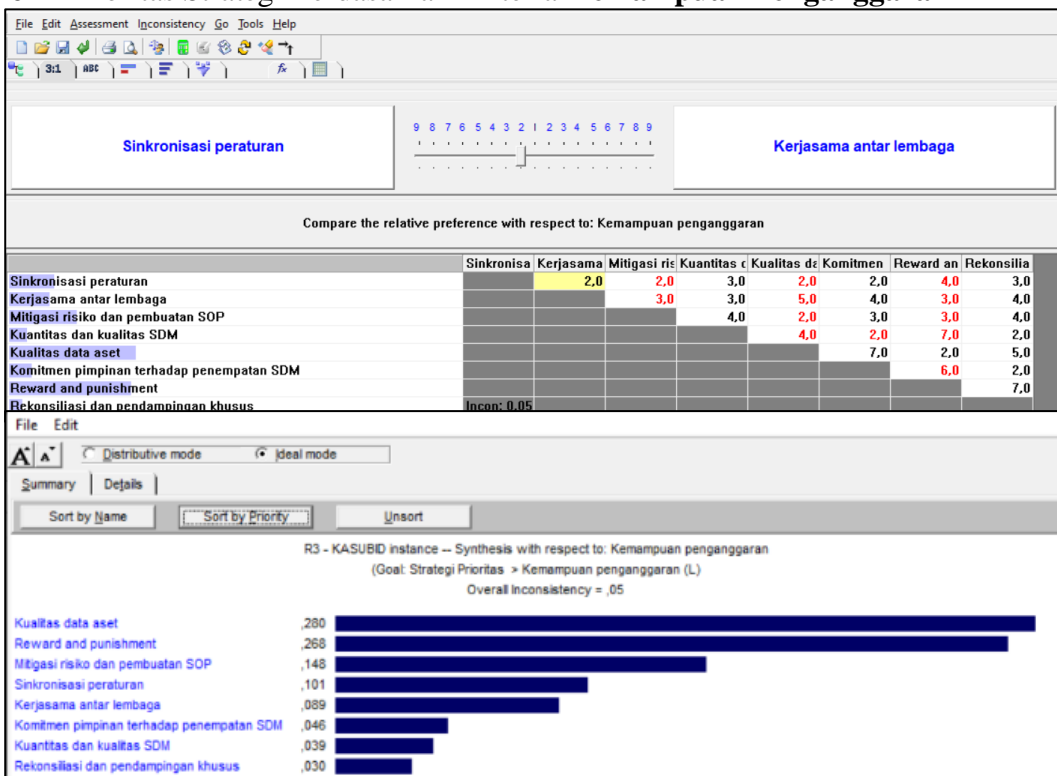 File Edit Assessment Inconsistency Go Tools Help
3:1 ABC fx
9 8 7 6 5 4 3 2 1 2 3 4 5 6 7 8 9
Sinkronisasi peraturan Kerjasama antar lembaga
Compare the relative preference with respect to: Kemampuan penganggaran
Sinkronisa Kerjasama Mitigasi ris Kuantitas Kualitas da Komitmen Reward an Rekonsilia
Sinkronisasi peraturan 2,0 2,0 3,0 2,0 2,0 4,0 3,0
Kerjasama antar lembaga 3,0 3,0 5,0 4,0 3,0 4,0
Mitigasi risiko dan pembuatan SOP 4,0 2,0 3,0 3,0 4,0
Kuantitas dan kualitas SDM 4,0 2,0 7,0 2,0
Kualitas data aset 7,0 2,0 5,0
Komitmen pimpinan terhadap penempatan SDM 6,0 2,0
Reward and punishment 7,0
Rekonsiliasi dan pendampingan khusus Incon: 0,05
File Edit
A A Distributive mode Ideal mode
Summary Details
Sort by Name Sort by Priority Unsort
R3 - KASUBID instance -- Synthesis with respect to: Kemampuan penganggaran
(Goal: Strategi Prioritas > Kemampuan penganggaran (L)
Overall Inconsistency = ,05
Kualitas data aset ,280
Reward and punishment ,268
Mitigasi risiko dan pembuatan SOP ,148
Sinkronisasi peraturan ,101
Kerjasama antar lembaga ,089
Komitmen pimpinan terhadap penempatan SDM ,046
Kuantitas dan kualitas SDM ,039
Rekonsiliasi dan pendampingan khusus ,030